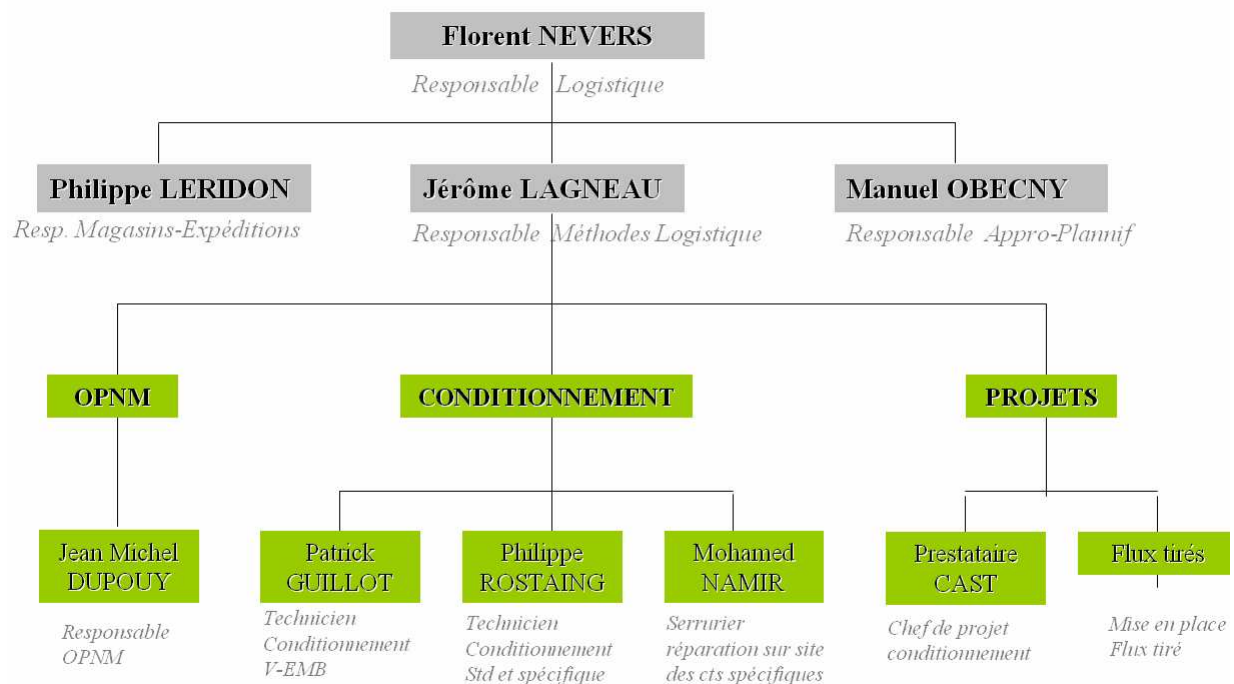 Florent NEVERS
Responsable Logistique
Philippe LERIDON
Resp. Magasins-Expéditions
Jérôme LAGNEAU
Responsable Méthodes Logistique
Manuel OBECNY
Responsable Appro-Plannif
OPNM
CONDITIONNEMENT
PROJETS
Jean Michel
DUPOUY
Responsable
OPNM
Patrick
GUILLOT
Technicien
Conditionnement
V-EMB
Philippe
ROSTAING
Technicien
Conditionnement
Std et spécifique
Mohamed
NAMIR
Serrurier
réparation sur site
des cts spécifiques
Prestataire
CAST
Chef de projet
conditionnement
Flux tirés
Mise en place
Flux tiré